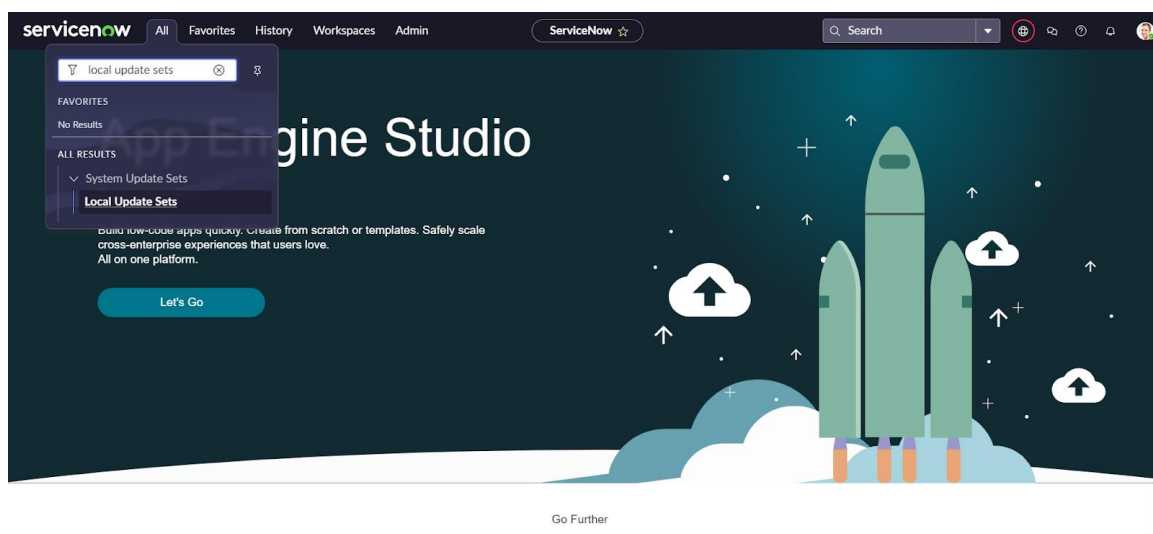 servicenow All Favorites History Workspaces Admin ServiceNow Search
local update sets
FAVORITES
No Results
ALL RESULTS
System Update Sets
Local Update Sets
App Engine Studio
Build low-code apps quickly. Create from scratch or templates. Safely scale
cross-enterprise experiences that users love.
All on one platform.
Let's Go
Go Further